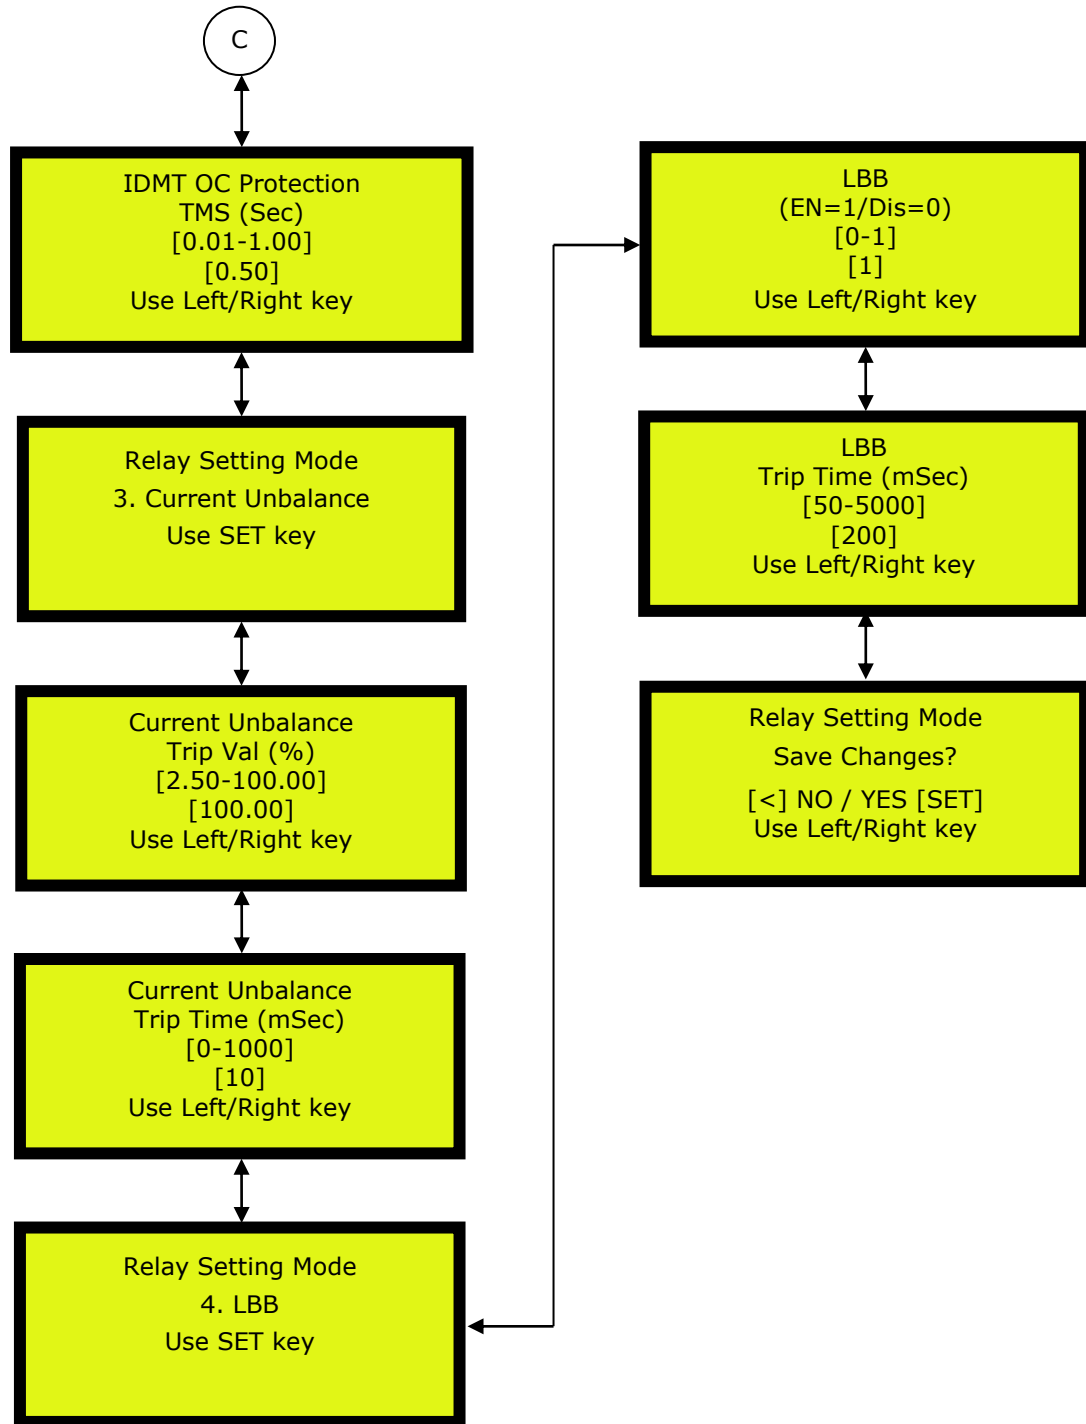 C
IDMT OC Protection
TMS (Sec)
[0.01-1.00]
[0.50]
Use Left/Right key
Relay Setting Mode
3. Current Unbalance
Use SET key
Current Unbalance
Trip Val (%)
[2.50-100.00]
[100.00]
Use Left/Right key
Current Unbalance
Trip Time (mSec)
[0-1000]
[10]
Use Left/Right key
Relay Setting Mode
4. LBB
Use SET key
LBB
(EN=1/Dis=0)
[0-1]
[1]
Use Left/Right key
LBB
Trip Time (mSec)
[50-5000]
[200]
Use Left/Right key
Relay Setting Mode
Save Changes?
[<] NO / YES [SET]
Use Left/Right key